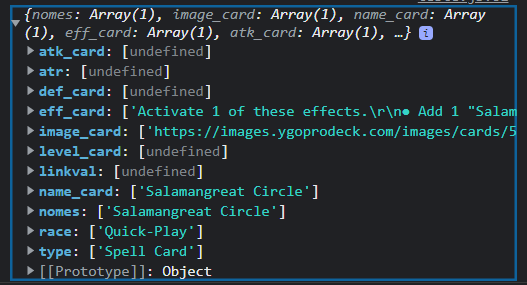 {nomes: Array(1), image_card: Array(1), name_card: Array
(1), eff_card: Array(1), atk_card: Array(1), …} i
atk_card: [undefined]
atr: [undefined]
def_card: [undefined]
eff_card: ['Activate 1 of these effects.\r\n● Add 1 "Salam
image_card: ['https://images.ygoprodeck.com/images/cards/5
level_card: [undefined]
linkval: [undefined]
name_card: ['Salamangreat Circle']
nomes: ['Salamangreat Circle']
race: ['Quick-Play']
type: ['Spell Card']
[[Prototype]]: Object